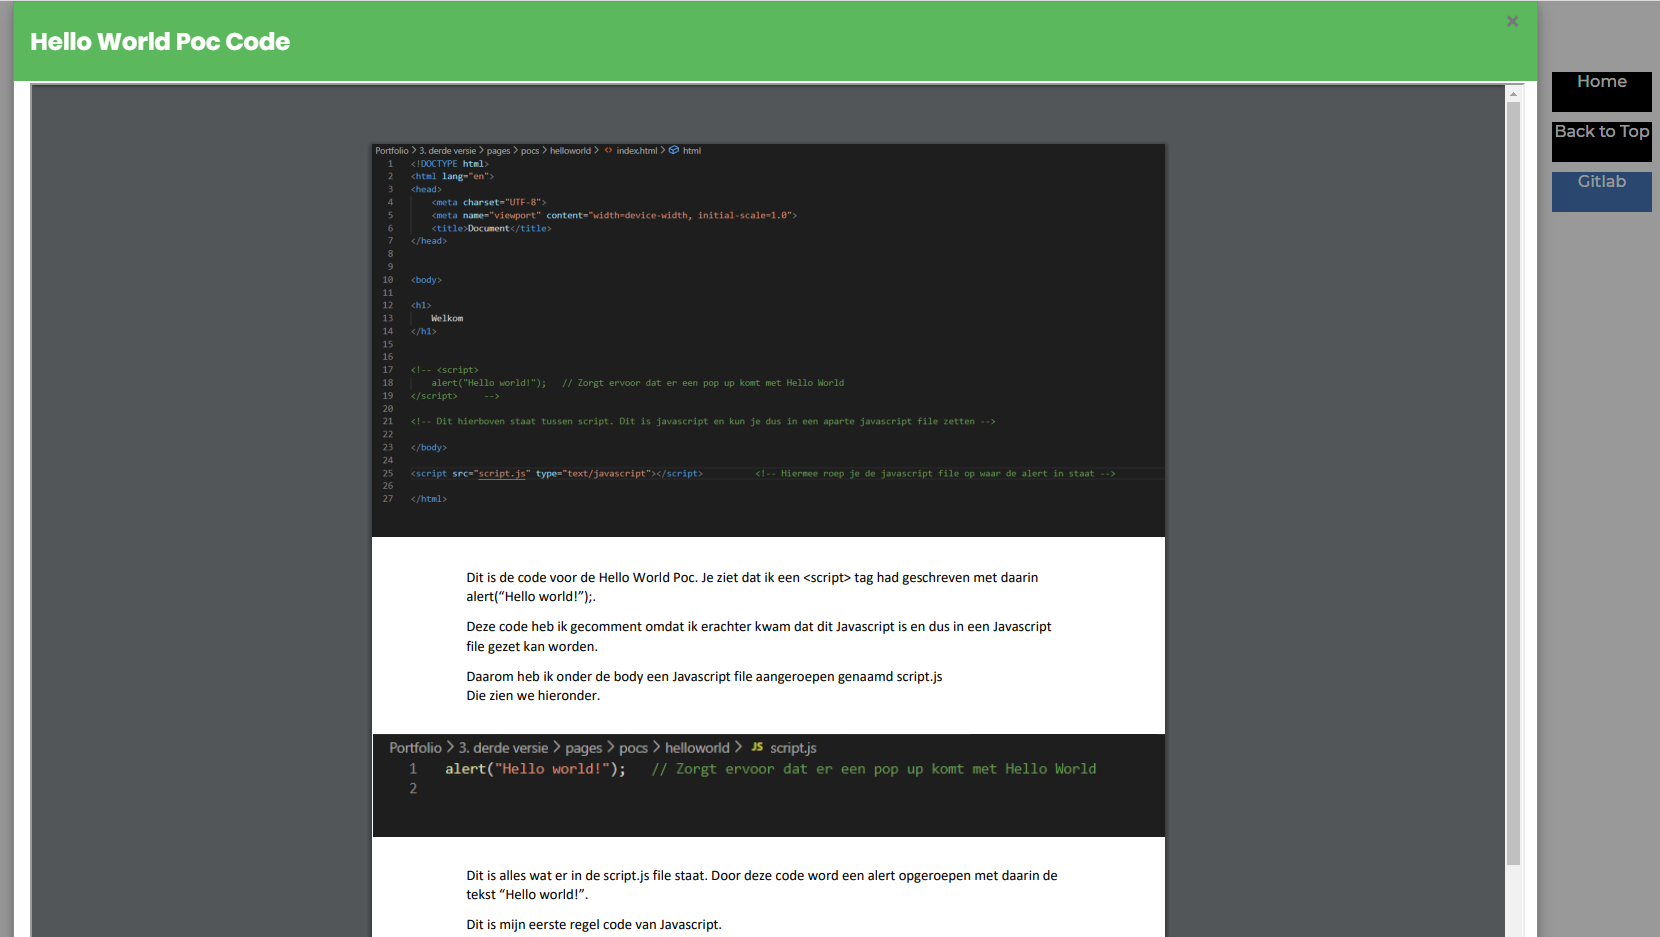 Hello World Poc Code
×
Home
Back to Top
Gitlab
Portfolio > 3. derde versie > pages > pocs > helloworld > <> index.html > html
1 <!DOCTYPE html>
2 <html lang="en">
3 <head>
4 <meta charset="UTF-8">
5 <meta name="viewport" content="width=device-width, initial-scale=1.0">
6 <title>Document</title>
7 </head>
8
9
10 <body>
11
12 <h1>
13 Welkom
14 </h1>
15
16
17 <!-- <script>
18 alert("Hello world!"); // Zorgt ervoor dat er een pop up komt met Hello World
19 </script> -->
20
21 <!-- Dit hierboven staat tussen script. Dit is javascript en kun je dus in een aparte javascript file zetten -->
22
23 </body>
24
25 <script src="script.js" type="text/javascript"></script> <!-- Hiermee roep je de javascript file op waar de alert in staat -->
26
27 </html>
Dit is de code voor de Hello World Poc. Je ziet dat ik een <script> tag had geschreven met daarin
alert(“Hello world!”);.
Deze code heb ik gecomment omdat ik erachter kwam dat dit Javascript is en dus in een Javascript
file gezet kan worden.
Daarom heb ik onder de body een Javascript file aangeroepen genaamd script.js
Die zien we hieronder.
Portfolio > 3. derde versie > pages > pocs > helloworld > JS script.js
1 alert("Hello world!"); // Zorgt ervoor dat er een pop up komt met Hello World
2
Dit is alles wat er in de script.js file staat. Door deze code word een alert opgeroepen met daarin de
tekst “Hello world!”.
Dit is mijn eerste regel code van Javascript.